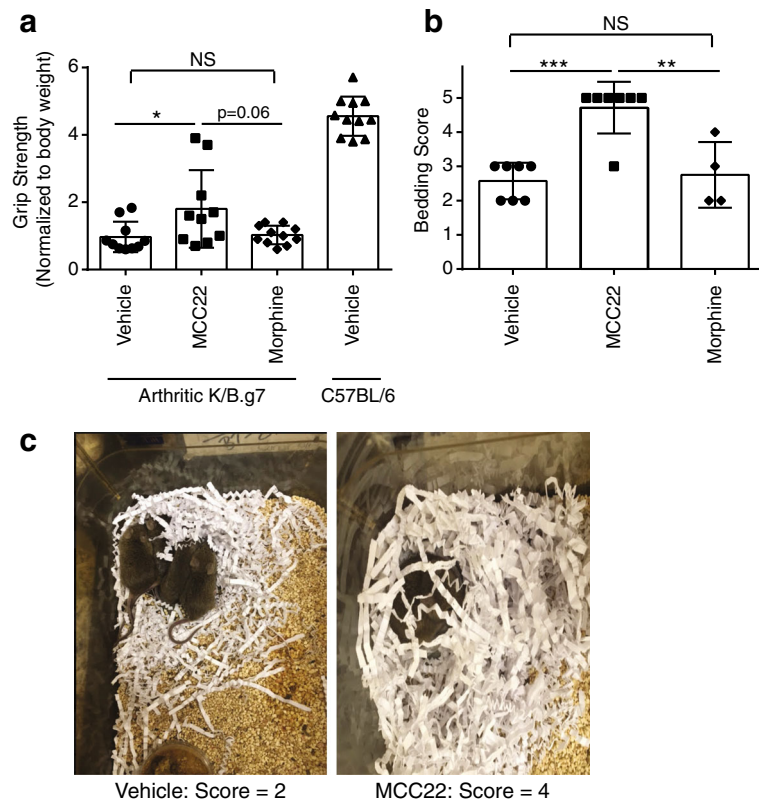 a
NS
*
p=0.06
Grip Strength
(Normalized to body weight)
6
4
2
0
Vehicle
MCC22
Morphine
Vehicle
Arthritic K/B.g7
C57BL/6
b
NS
***
**
Bedding Score
5
4
3
2
1
0
Vehicle
MCC22
Morphine
c
Vehicle: Score = 2
MCC22: Score = 4